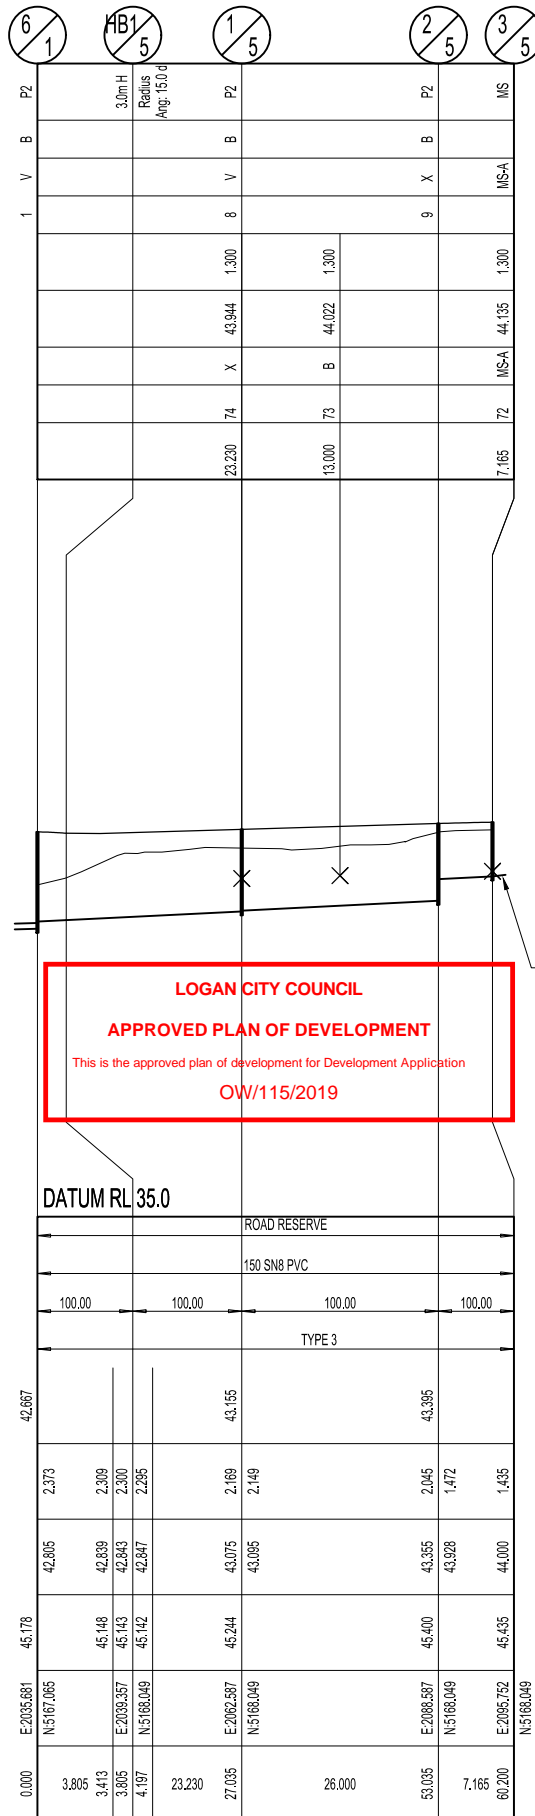 6
1
HB1
5
1
5
2
5
3
5
P2
3.0m H
Radius
Ang: 15.0 d
P2
P2
MS
B
B
B
V
V
X
MS-A
1
8
9
1.300
1.300
1.300
43.944
44.022
44.135
X
B
MS-A
74
73
72
23.230
13.000
7.165
LOGAN CITY COUNCIL
APPROVED PLAN OF DEVELOPMENT
This is the approved plan of development for Development Application
OW/115/2019
DATUM RL 35.0
ROAD RESERVE
150 SN8 PVC
100.00
100.00
100.00
100.00
TYPE 3
42.667
43.155
43.395
2.373
2.309
2.300
2.295
2.169
2.149
2.045
1.472
1.435
42.805
42.839
42.843
42.847
43.075
43.095
43.355
43.928
44.000
45.178
45.148
45.143
45.142
45.244
45.400
45.435
E:2035.681
N:5167.065
E:2039.357
N:5168.049
E:2062.587
N:5168.049
E:2088.587
N:5168.049
E:2095.752
N:5168.049
0.000
3.805
3.413
3.805
4.197
23.230
27.035
26.000
53.035
7.165
60.200